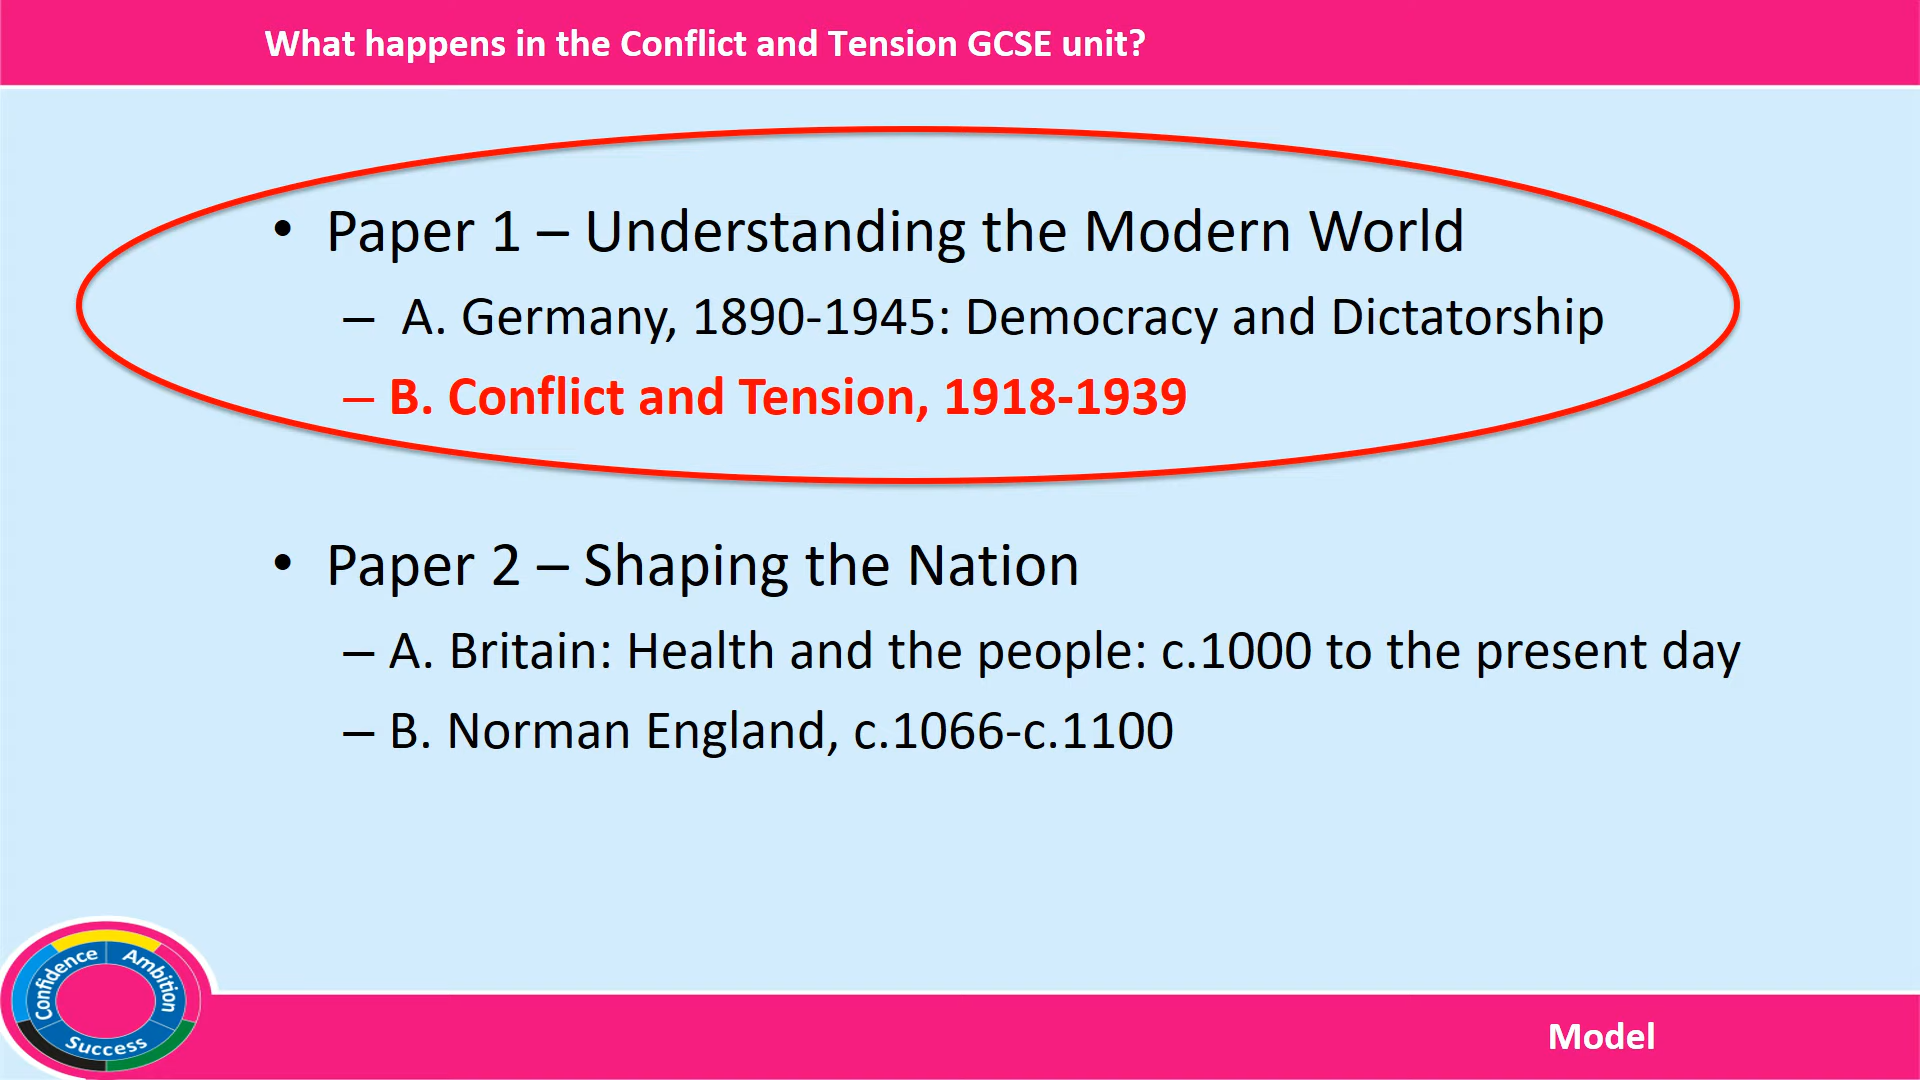 What happens in the Conflict and Tension GCSE unit?
• Paper 1 – Understanding the Modern World
– A. Germany, 1890-1945: Democracy and Dictatorship
– B. Conflict and Tension, 1918-1939
• Paper 2 – Shaping the Nation
– A. Britain: Health and the people: c.1000 to the present day
– B. Norman England, c.1066-c.1100
Confidence
Ambition
Success
Model